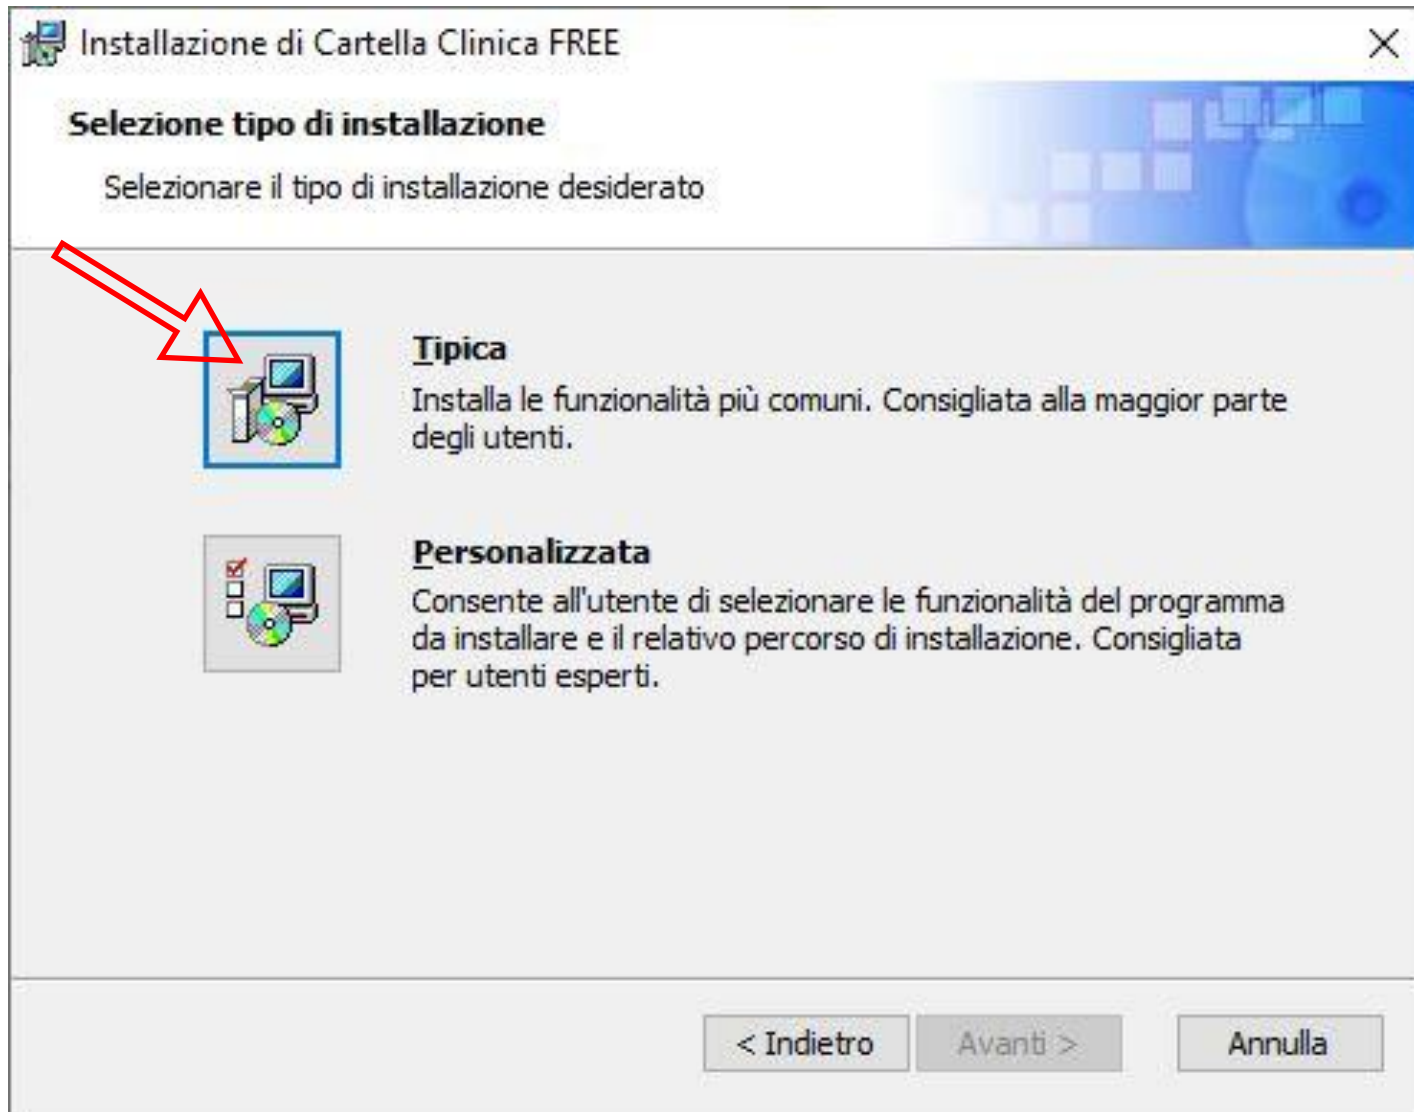 Installazione di Cartella Clinica FREE
Selezione tipo di installazione
Selezionare il tipo di installazione desiderato
Tipica
Installa le funzionalità più comuni. Consigliata alla maggior parte
degli utenti.
Personalizzata
Consente all'utente di selezionare le funzionalità del programma
da installare e il relativo percorso di installazione. Consigliata
per utenti esperti.
< Indietro
Avanti >
Annulla